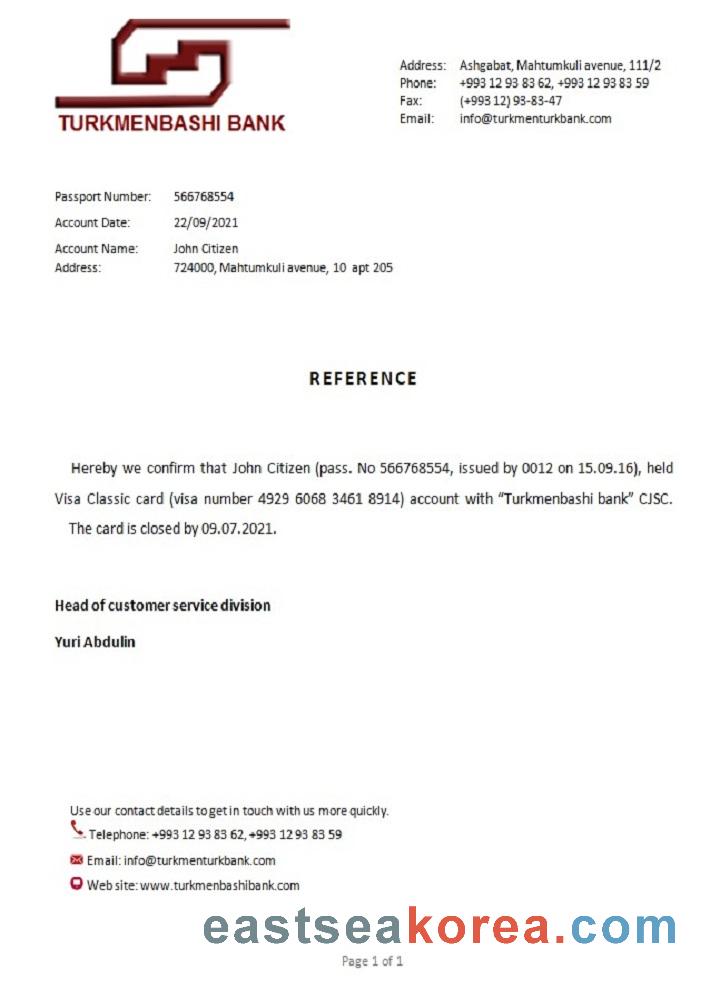 TURKMENBASHI BANK
Address: Ashgabat, Mahtumkuli avenue, 111/2
Phone: +993 12 93 83 62, +993 12 93 83 59
Fax: (+993 12) 93-83-47
Email: info@turkmenturkbank.com
Passport Number: 566768554
Account Date: 22/09/2021
Account Name: John Citizen
Address: 724000, Mahtumkuli avenue, 10 apt 205
REFERENCE
Hereby we confirm that John Citizen (pass. No 566768554, issued by 0012 on 15.09.16), held
Visa Classic card (visa number 4929 6068 3461 8914) account with “Turkmenbashi bank” CJSC.
The card is closed by 09.07.2021.
Head of customer service division
Yuri Abdulin
Use our contact details to get in touch with us more quickly.
Telephone: +993 12 93 83 62, +993 12 93 83 59
Email: info@turkmenturkbank.com
Web site: www.turkmenbashibank.com
eastseakorea.com
Page 1 of 1